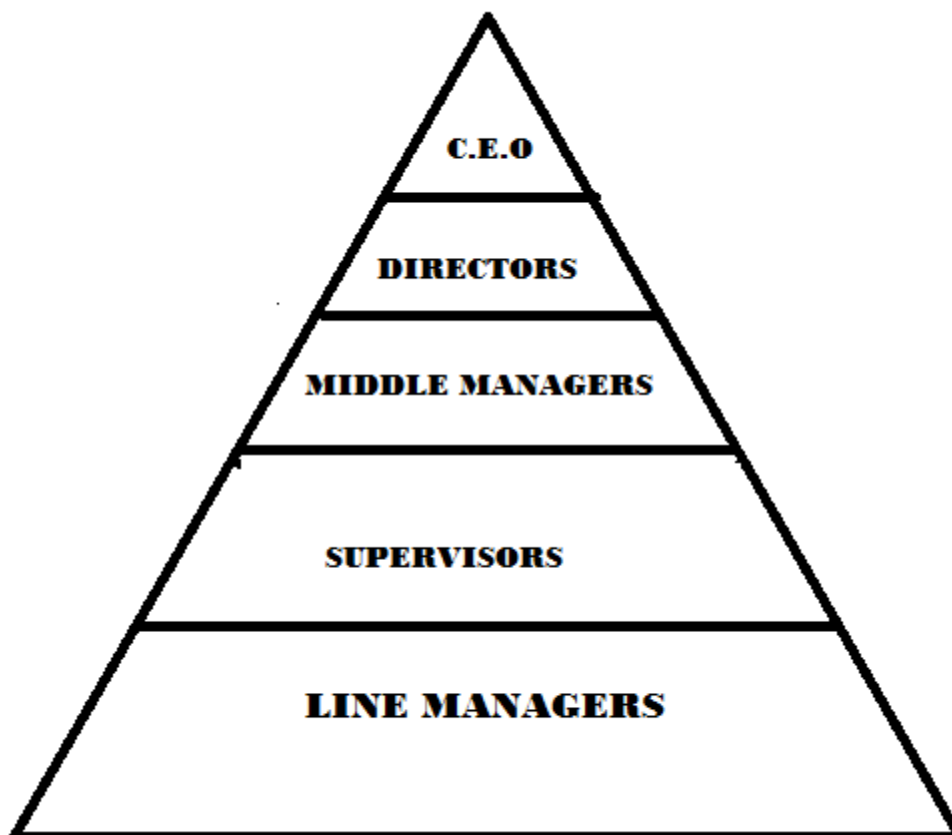 C.E.O
DIRECTORS
MIDDLE MANAGERS
SUPERVISORS
LINE MANAGERS